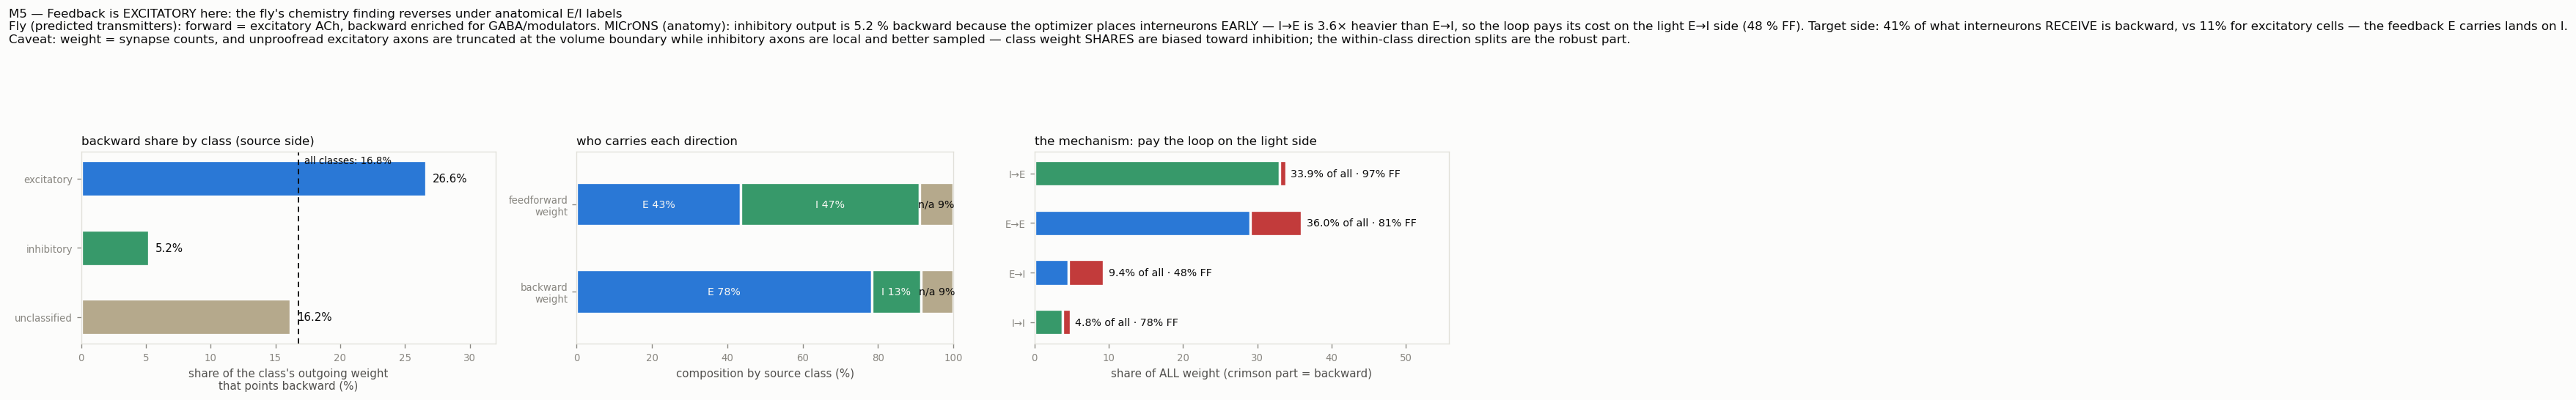 M5 — Feedback is EXCITATORY here: the fly's chemistry finding reverses under anatomical E/I labels
Fly (predicted transmitters): forward = excitatory ACh, backward enriched for GABA/modulators. MICrONS (anatomy): inhibitory output is 5.2 % backward because the optimizer places interneurons EARLY — I→E is 3.6× heavier than E→I, so the loop pays its cost on the light E→I side (48 % FF). Target side: 41% of what interneurons RECEIVE is backward, vs 11% for excitatory cells — the feedback E carries lands on I.
Caveat: weight = synapse counts, and unproofread excitatory axons are truncated at the volume boundary while inhibitory axons are local and better sampled — class weight SHARES are biased toward inhibition; the within-class direction splits are the robust part.
backward share by class (source side)
all classes: 16.8%
excitatory
26.6%
inhibitory
5.2%
unclassified
16.2%
0 5 10 15 20 25 30
share of the class's outgoing weight
that points backward (%)
who carries each direction
feedforward
weight
E 43%
I 47%
n/a 9%
backward
weight
E 78%
I 13%
n/a 9%
0 20 40 60 80 100
composition by source class (%)
the mechanism: pay the loop on the light side
I→E
33.9% of all · 97% FF
E→E
36.0% of all · 81% FF
E→I
9.4% of all · 48% FF
I→I
4.8% of all · 78% FF
0 10 20 30 40 50
share of ALL weight (crimson part = backward)